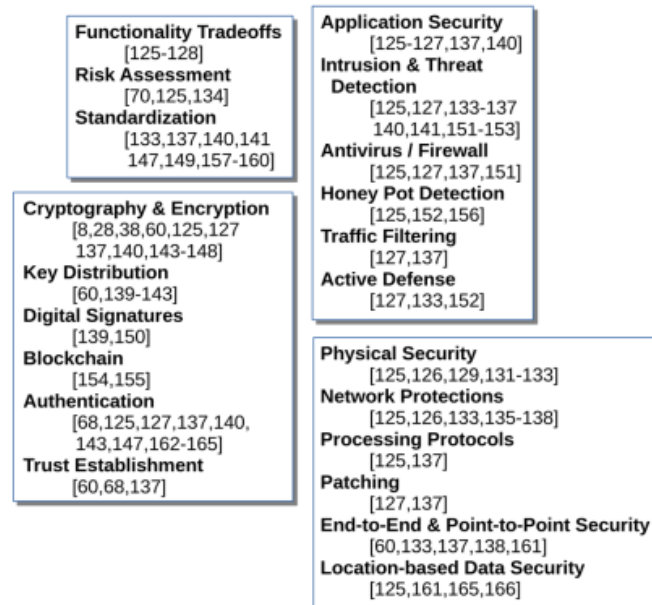 Functionality Tradeoffs
[125-128]
Risk Assessment
[70,125,134]
Standardization
[133,137,140,141
147,149,157-160]
Cryptography & Encryption
[8,28,38,60,125,127
137,140,143-148]
Key Distribution
[60,139-143]
Digital Signatures
[139,150]
Blockchain
[154,155]
Authentication
[68,125,127,137,140,
143,147,162-165]
Trust Establishment
[60,68,137]
Application Security
[125-127,137,140]
Intrusion & Threat
Detection
[125,127,133-137
140,141,151-153]
Antivirus / Firewall
[125,127,137,151]
Honey Pot Detection
[125,152,156]
Traffic Filtering
[127,137]
Active Defense
[127,133,152]
Physical Security
[125,126,129,131-133]
Network Protections
[125,126,133,135-138]
Processing Protocols
[125,137]
Patching
[127,137]
End-to-End & Point-to-Point Security
[60,133,137,138,161]
Location-based Data Security
[125,161,165,166]